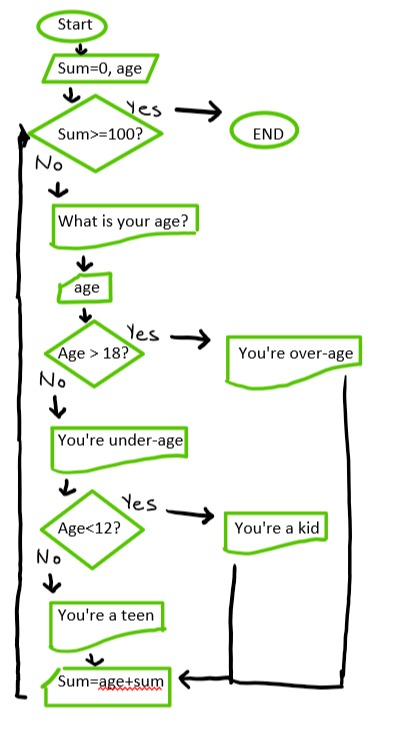 Start
Sum=0, age
Yes
Sum>=100?
END
No
What is your age?
age
Yes
Age > 18?
You're over-age
No
You're under-age
Yes
Age<12?
You're a kid
No
You're a teen
Sum=age+sum